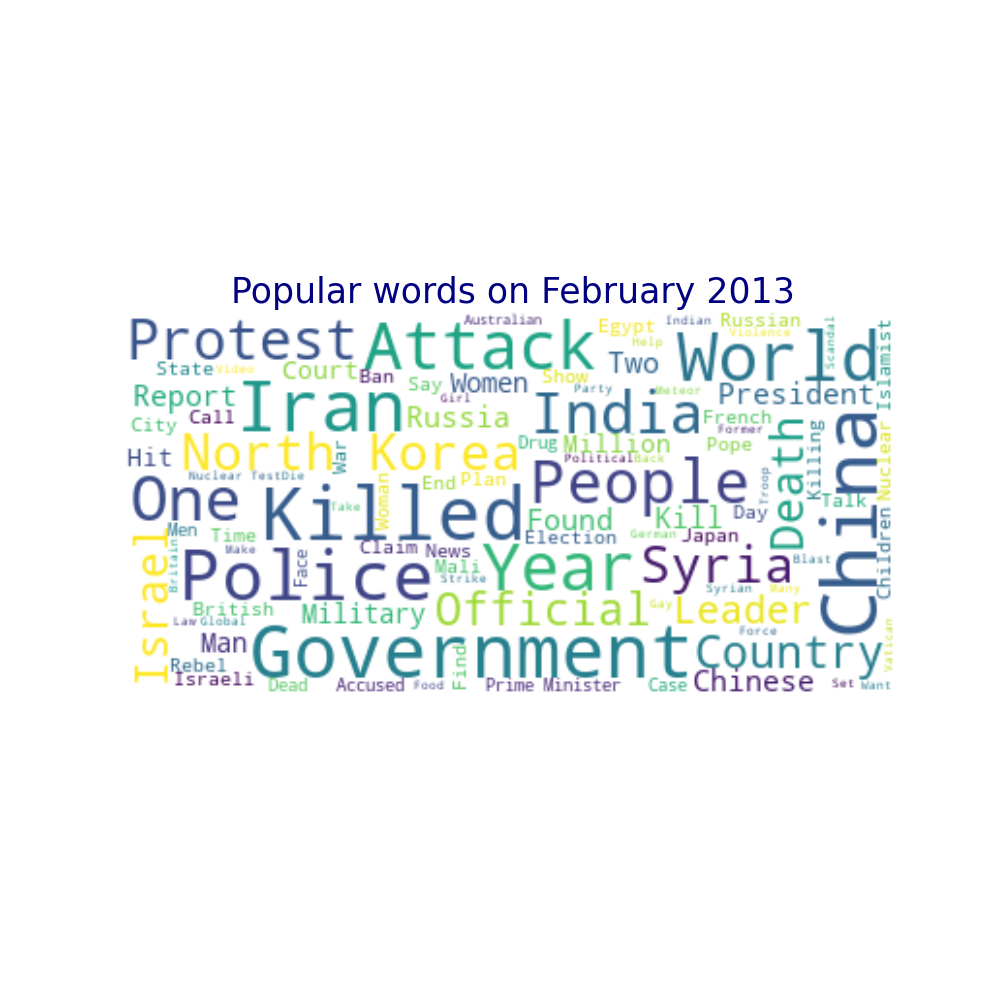 Popular words on February 2013
Protest
Attack
Australian
Egypt
Indian
Russian
Violence
Help
World
Scandal
Islamist
State
Video
Court
Ban
Say
Women
Show
Two
Party
Meteor
President
Report
Iran
Girl
India
City
Call
Russia
French
Former
China
Hit
North Korea
War
Drug
Million
Political
Back
Pope
Death
Killing
Nuclear
Nuclear Test
Die
End
Plan
Woman
People
Troop
Talk
One
Killed
Take
Found
Kill
Day
Children
Men
Time
Make
Election
German
Japan
Israel
Britain
Police
Face
Claim
News
Mali
Strike
Year
Syria
Blast
British
Military
Official
Gay
Syrian
Many
Leader
Law
Global
Force
Vatican
Man
Government
Country
Rebel
Israeli
Dead
Accused
Food
Find
Prime Minister
Case
Chinese
Set
Want